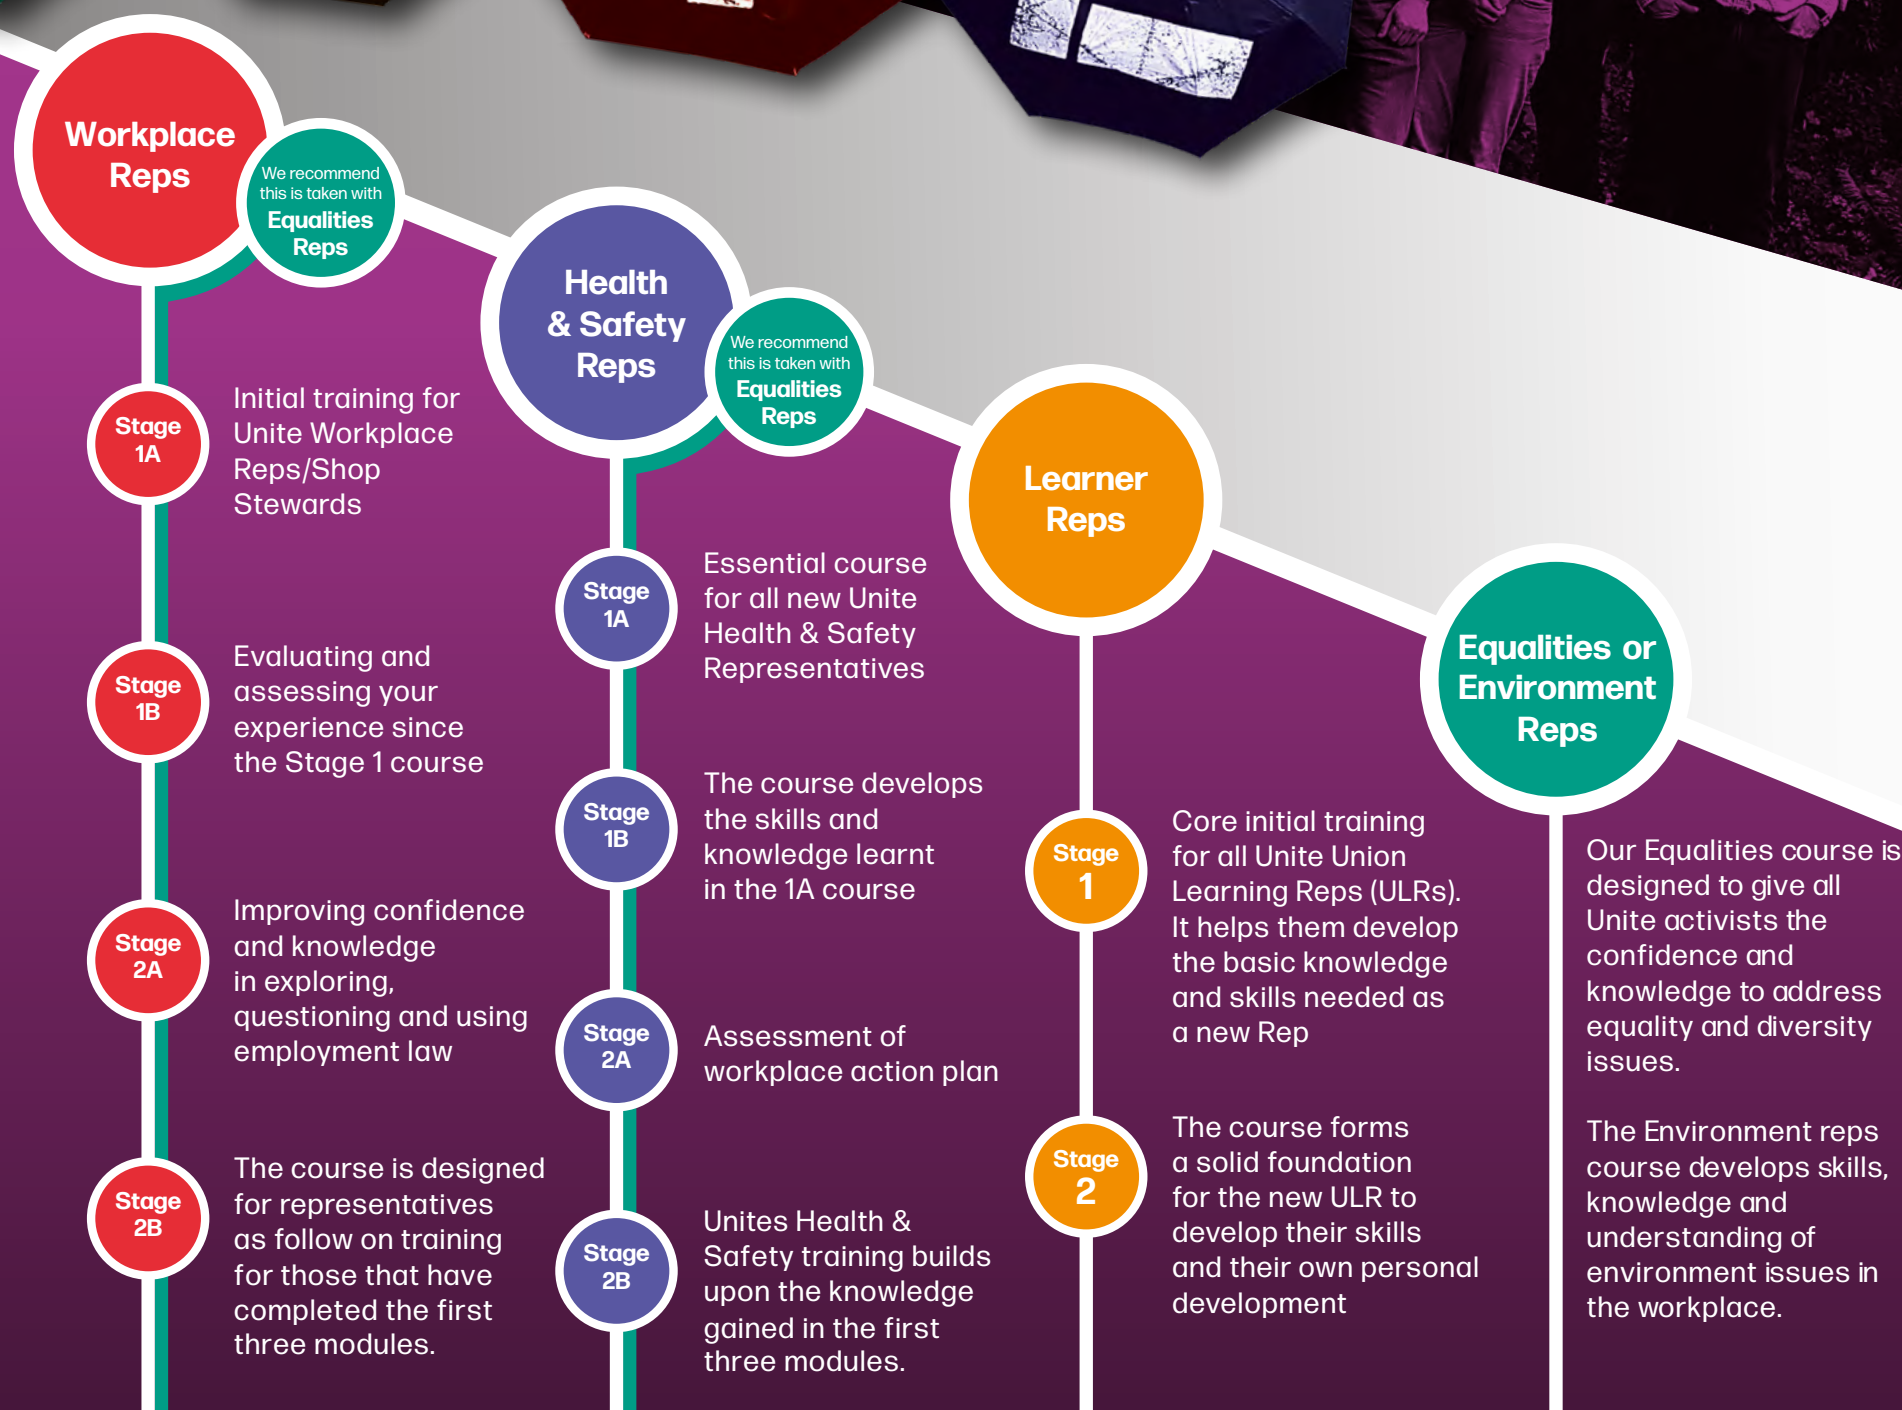 Workplace
Reps
We recommend
this is taken with
Equalities
Reps
Stage
1A
Initial training for
Unite Workplace
Reps/Shop
Stewards
Stage
1B
Evaluating and
assessing your
experience since
the Stage 1 course
Stage
2A
Improving confidence
and knowledge
in exploring,
questioning and using
employment law
Stage
2B
The course is designed
for representatives
as follow on training
for those that have
completed the first
three modules.
Health
& Safety
Reps
We recommend
this is taken with
Equalities
Reps
Stage
1A
Essential course
for all new Unite
Health & Safety
Representatives
Stage
1B
The course develops
the skills and
knowledge learnt
in the 1A course
Stage
2A
Assessment of
workplace action plan
Stage
2B
Unites Health &
Safety training builds
upon the knowledge
gained in the first
three modules.
Learner
Reps
Stage
1
Core initial training
for all Unite Union
Learning Reps (ULRs).
It helps them develop
the basic knowledge
and skills needed as
a new Rep
Stage
2
The course forms
a solid foundation
for the new ULR to
develop their skills
and their own personal
development
Equalities or
Environment
Reps
Our Equalities course is
designed to give all
Unite activists the
confidence and
knowledge to address
equality and diversity
issues.
The Environment reps
course develops skills,
knowledge and
understanding of
environment issues in
the workplace.